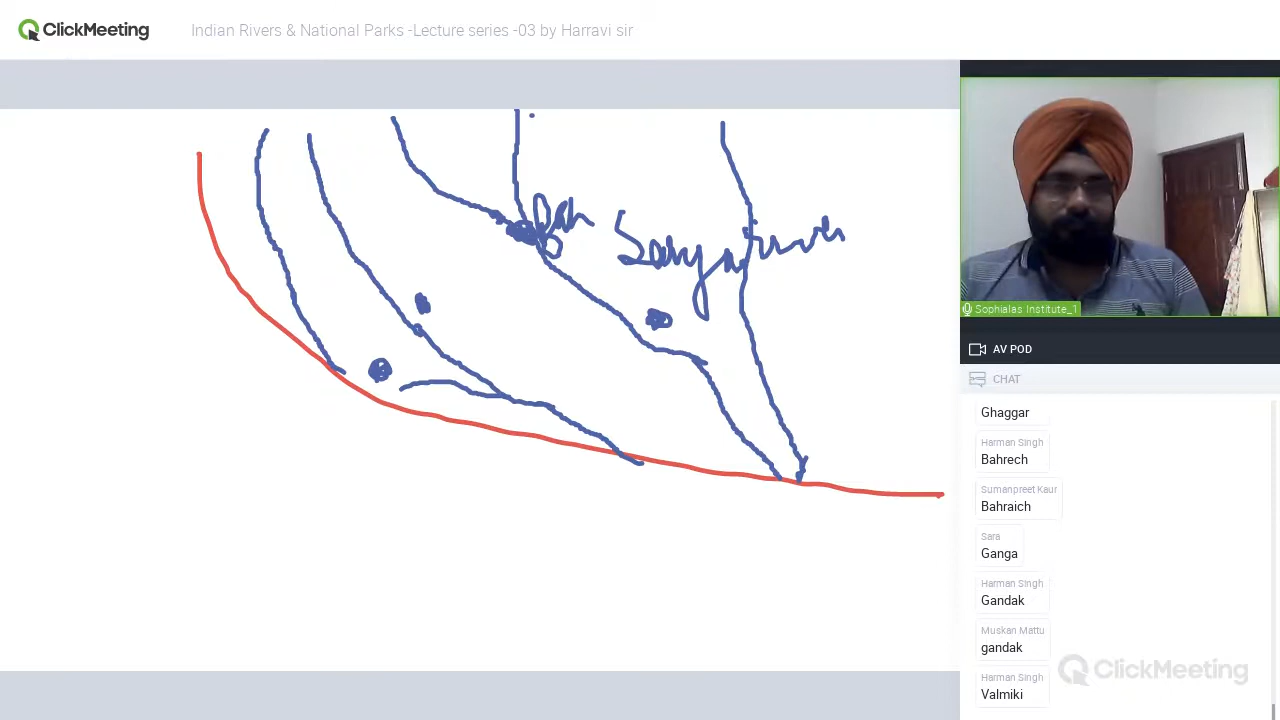 ClickMeeting
Indian Rivers & National Parks -Lecture series -03 by Harravi sir
Sophialas Institute_1
AV POD
CHAT
Ghaggar
Harman Singh
Bahrech
Sumanpreet Kaur
Bahraich
Sara
Ganga
Harman Singh
Gandak
Muskan Mattu
gandak
Harman Singh
Valmiki
ClickMeeting